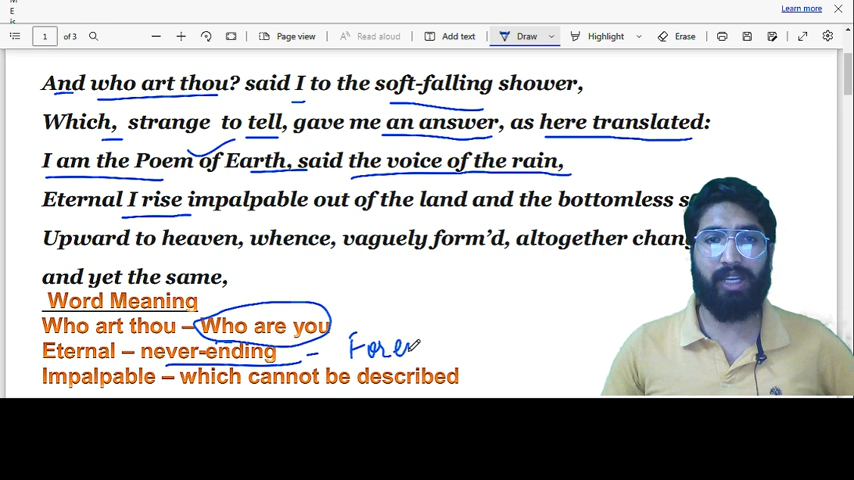 M
E
is
Learn more
1 of 3
Page view
Read aloud
Add text
Draw
Highlight
Erase
And who art thou? said I to the soft-falling shower,
Which, strange to tell, gave me an answer, as here translated:
I am the Poem of Earth, said the voice of the rain,
Eternal I rise impalpable out of the land and the bottomless s
Upward to heaven, whence, vaguely form'd, altogether chang
and yet the same,
Word Meaning
Who art thou – Who are you
Eternal – never-ending – Forev
Impalpable – which cannot be described